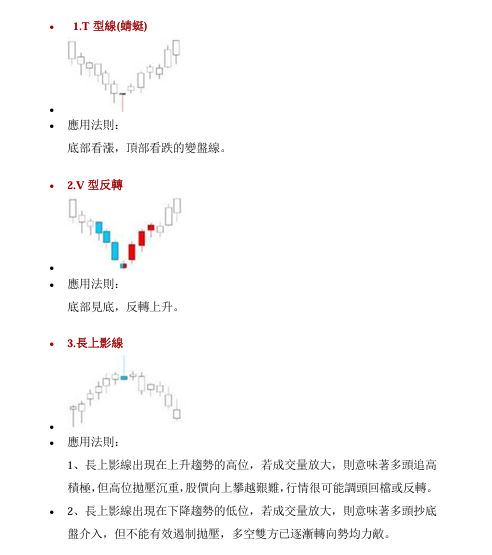 1.T 型線(蜻蜓)
應用法則：
底部看漲，頂部看跌的變盤線。
2.V 型反轉
應用法則：
底部見底，反轉上升。
3.長上影線
應用法則：
1、長上影線出現在上升趨勢的高位，若成交量放大，則意味著多頭追高
積極，但高位拋壓沉重，股價向上攀越艱難，行情很可能調頭回檔或反轉。
2、長上影線出現在下降趨勢的低位，若成交量放大，則意味著多頭抄底
盤介入，但不能有效遏制拋壓，多空雙方已逐漸轉向勢均力敵。